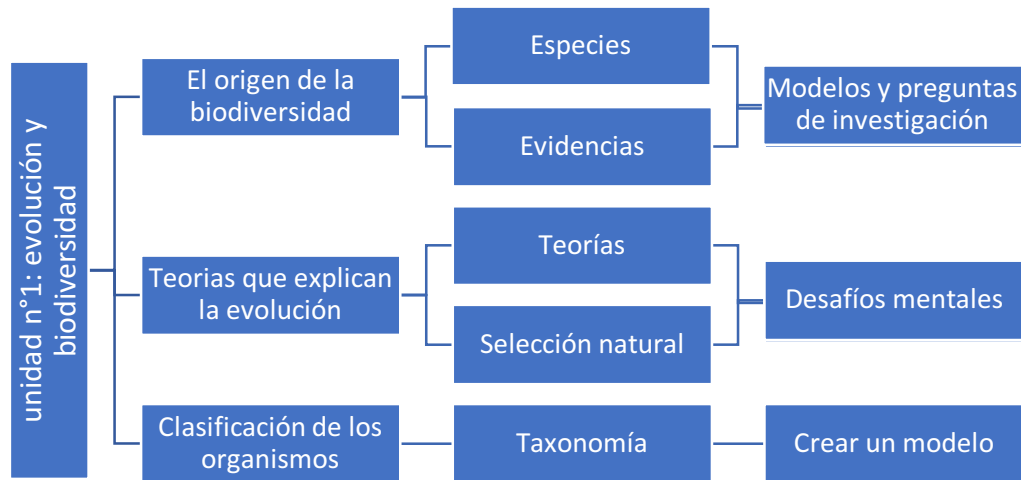 unidad n°1: evolución y
biodiversidad
El origen de la
biodiversidad
Especies
Evidencias
Modelos y preguntas
de investigación
Teorias que explican
la evolución
Teorías
Selección natural
Desafíos mentales
Clasificación de los
organismos
Taxonomía
Crear un modelo